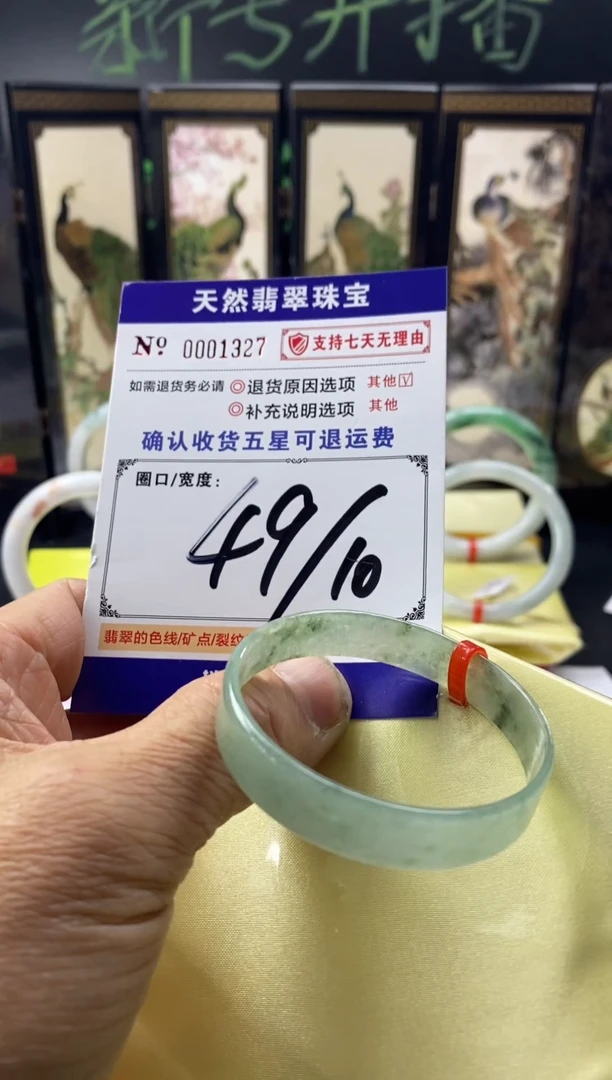 新号开播
天然翡翠珠宝
Nº 0001327 支持七天无理由
如需退货务必请 ◎退货原因选项 其他☑
◎补充说明选项 其他
确认收货五星可退运费
圈口/宽度:
49/10
翡翠的色线/矿点/裂纹